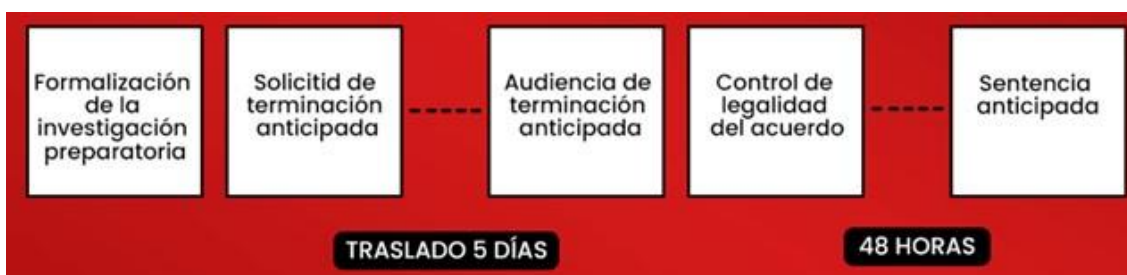 Formalización
de la
investigación
preparatoria
Solicitid de
terminación
anticipada
Audiencia de
terminación
anticipada
Control de
legalidad
del acuerdo
Sentencia
anticipada
TRASLADO 5 DÍAS
48 HORAS